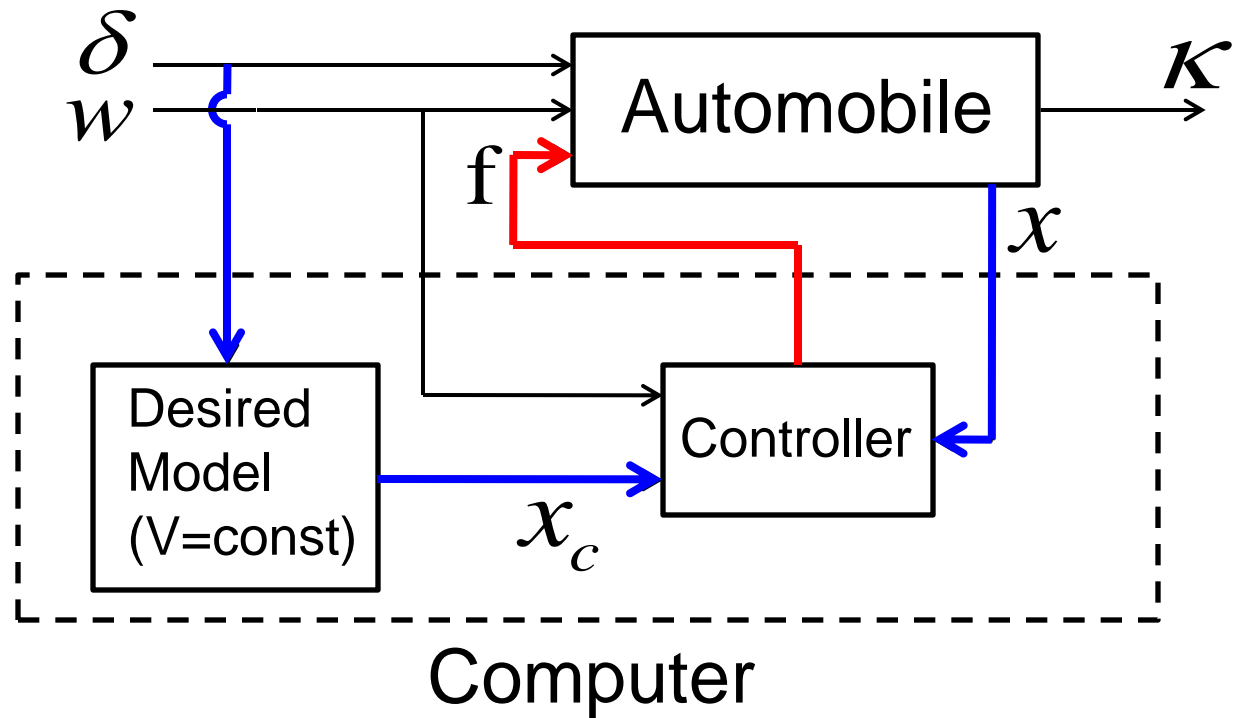 δ
w
Automobile
κ
f
x
Desired
Model
(V=const)
Controller
x_c
Computer